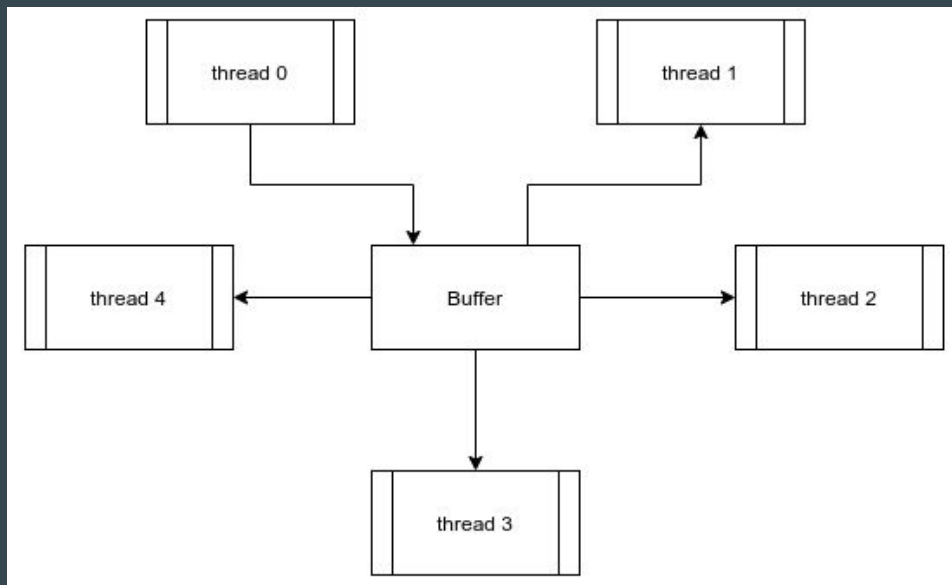 thread 0
thread 1
thread 4
Buffer
thread 2
thread 3